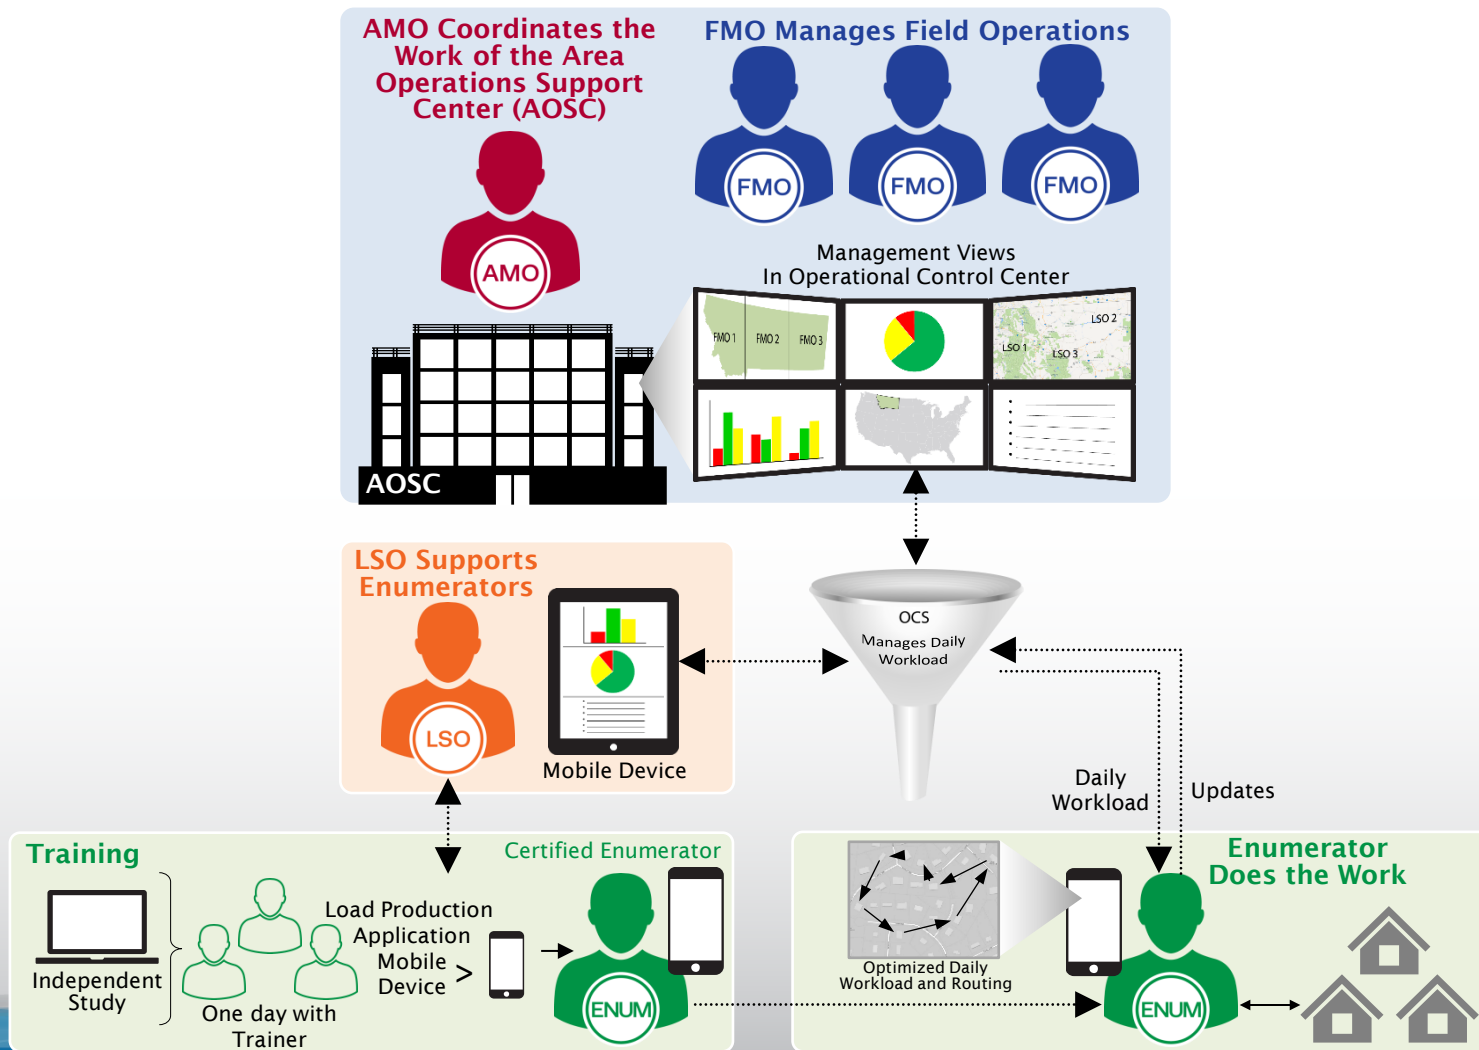 AMO Coordinates the
Work of the Area
Operations Support
Center (AOSC)
AMO
FMO Manages Field Operations
FMO
FMO
FMO
Management Views
In Operational Control Center
FMO 1
FMO 2
FMO 3
LSO 1
LSO 2
LSO 3
AOSC
LSO Supports
Enumerators
LSO
Mobile Device
OCS
Manages Daily
Workload
Daily
Workload
Updates
Training
Independent
Study
One day with
Trainer
Load Production
Application
Mobile
Device >
Certified Enumerator
ENUM
Optimized Daily
Workload and Routing
Enumerator
Does the Work
ENUM